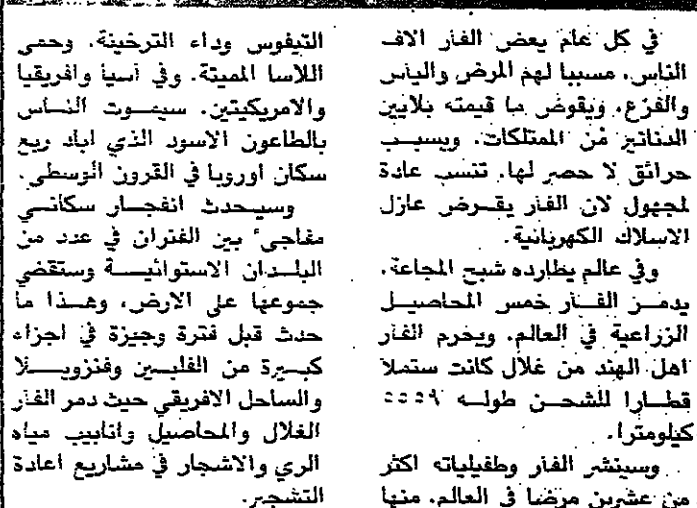 في كل عام يعض الفار الاف
الناس، مسببا لهم المرض والياس
والفزع، ويقوض ما قيمته بلايين
الدنانير من الممتلكات. ويسبب
حرائق لا حصر لها. تنسب عادة
لمجهول لان الفار يقرض عازل
الاسلاك الكهربائية.
وفي عالم يطارده شبح المجاعة،
يدمر الفار خمس المحاصيل
الزراعية في العالم. ويحرم الفار
اهل الهند من غلال كانت ستملا
قطارا للشحن طوله
كيلومترا.
وسينشر الفار وطفيلياته اكثر
من عشرين مرضا في العالم. منها
التيفوس وداء الترخينة. وحمى
اللاسا المميتة. وفي اسيا وافريقيا
والامريكيتين. سيموت الناس
بالطاعون الاسود الذي اباد ربع
سكان اوروبا في القرون الوسطى.
وسيحدث انفجار سكاني
مفاجىء بين الفئران في عدد من
البلدان الاستوائية وستقضي
جموعها على الارض، وهذا ما
حدث قبل فترة وجيزة في اجزاء
كبيرة من الفلبين وفنزويلا
والساحل الافريقي حيث دمر الفار
الغلال والمحاصيل وانابيب مياه
الري والاشجار في مشاريع اعادة
التشجير.